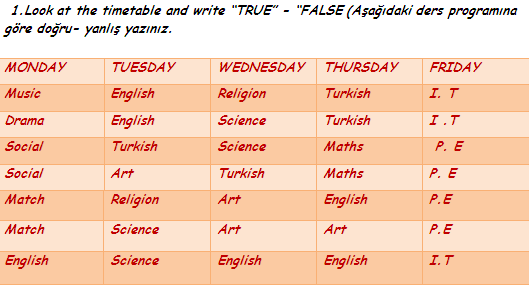 1.Look at the timetable and write “TRUE” - “FALSE (Aşağıdaki ders programına
göre doğru- yanlış yazınız.
MONDAY TUESDAY WEDNESDAY THURSDAY FRIDAY
Music English Religion Turkish I. T
Drama English Science Turkish I .T
Social Turkish Science Maths P. E
Social Art Turkish Maths P. E
Match Religion Art English P.E
Match Science Art Art P.E
English Science English English I.T